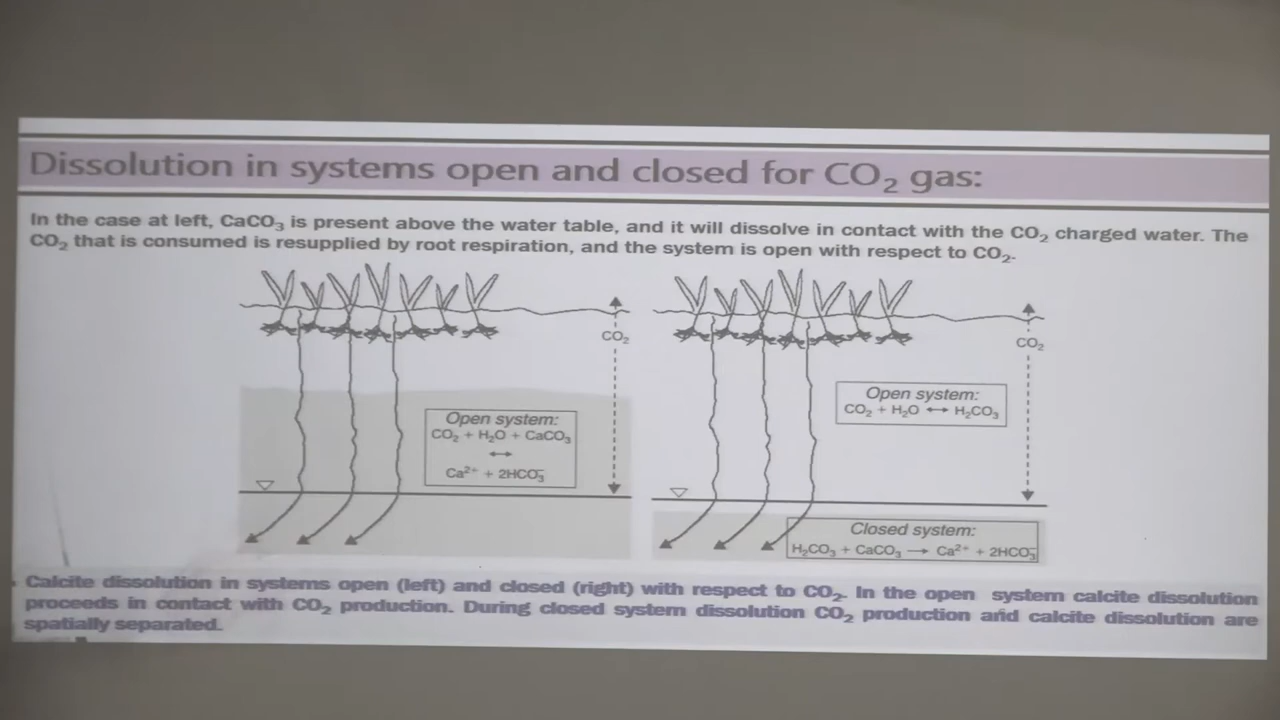 Dissolution in systems open and closed for CO₂ gas:
In the case at left, CaCO₃ is present above the water table, and it will dissolve in contact with the CO₂ charged water. The
CO₂ that is consumed is resupplied by root respiration, and the system is open with respect to CO₂.
CO₂
Open system:
CO₂ + H₂O + CaCO₃
↔
Ca²⁺ + 2HCO₃⁻
CO₂
Open system:
CO₂ + H₂O ↔ H₂CO₃
Closed system:
H₂CO₃ + CaCO₃ → Ca²⁺ + 2HCO₃⁻
Calcite dissolution in systems open (left) and closed (right) with respect to CO₂. In the open system calcite dissolution
proceeds in contact with CO₂ production. During closed system dissolution CO₂ production and calcite dissolution are
spatially separated.